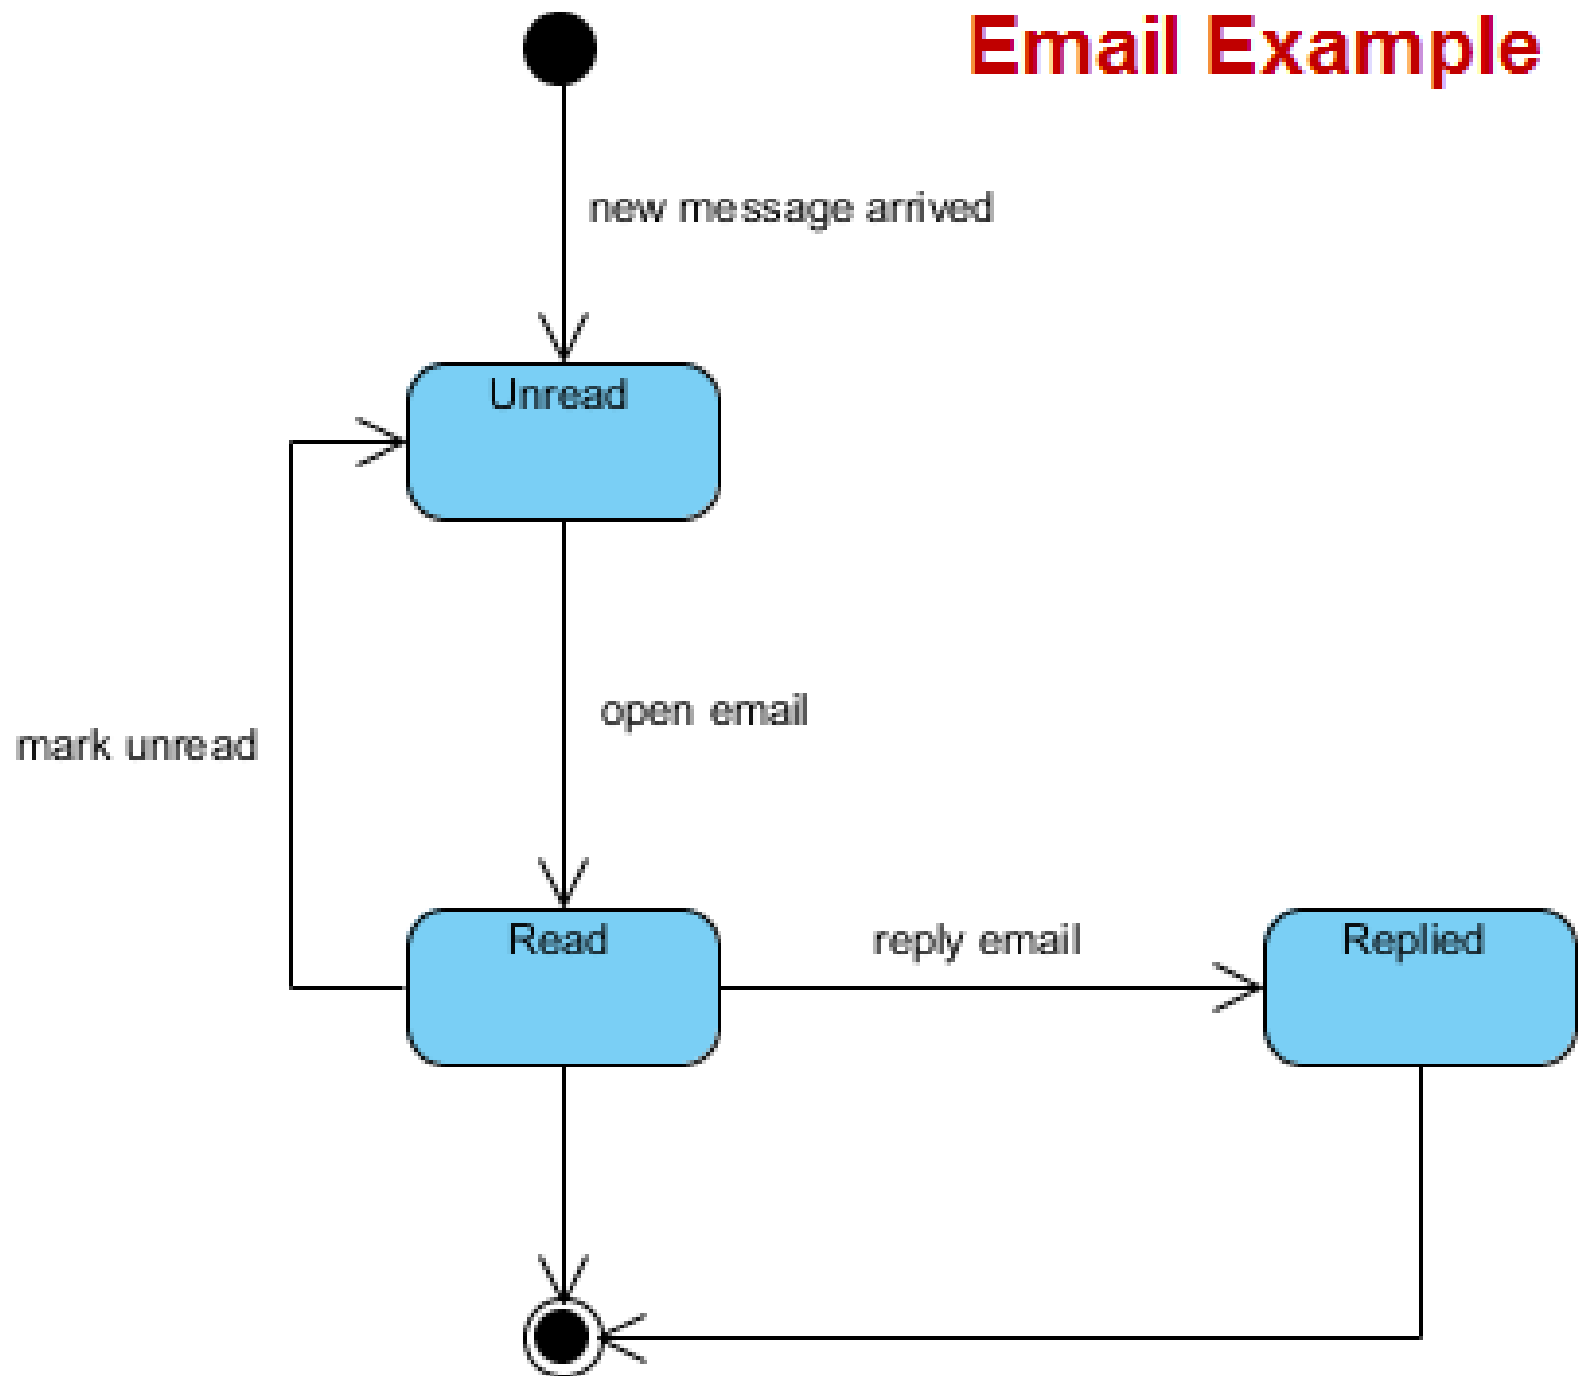 Email Example
new message arrived
Unread
open email
mark unread
Read
reply email
Replied